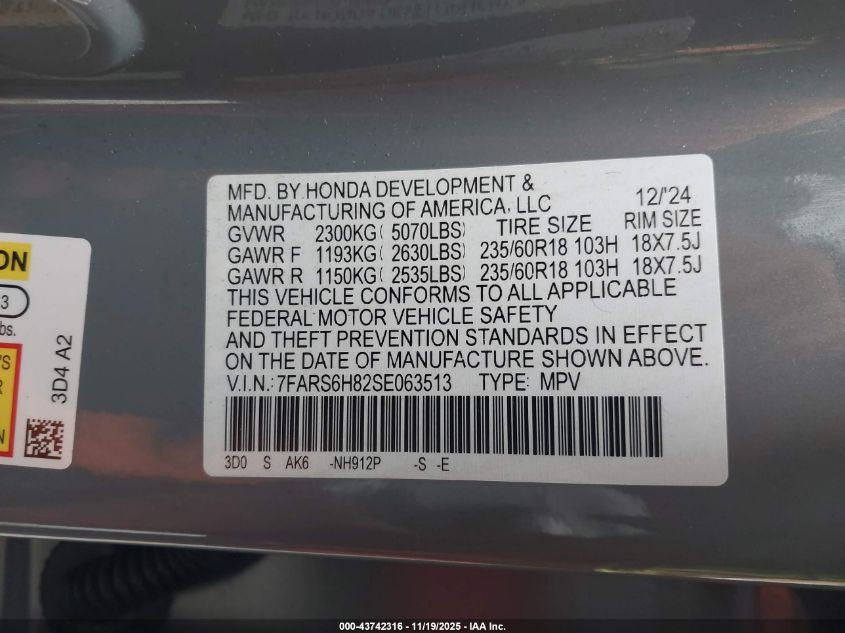 MFD. BY HONDA DEVELOPMENT &
MANUFACTURING OF AMERICA, LLC 12/'24
GVWR 2300KG( 5070LBS) TIRE SIZE RIM SIZE
GAWR F 1193KG( 2630LBS) 235/60R18 103H 18X7.5J
GAWR R 1150KG( 2535LBS) 235/60R18 103H 18X7.5J
THIS VEHICLE CONFORMS TO ALL APPLICABLE
FEDERAL MOTOR VEHICLE SAFETY
AND THEFT PREVENTION STANDARDS IN EFFECT
ON THE DATE OF MANUFACTURE SHOWN ABOVE.
V.I.N.:7FARS6H82SE063513 TYPE: MPV
3D0 S AK6 -NH912P -S -E
ON
3
bs.
'S
R
N
3D4 A2
000-43742316 - 11/19/2025 - IAA Inc.